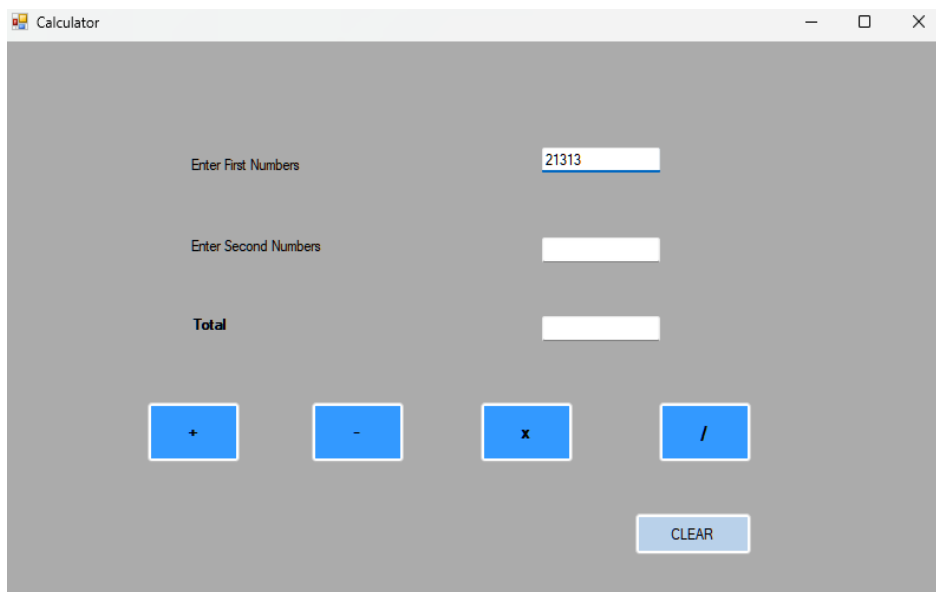 Calculator
Enter First Numbers 21313
Enter Second Numbers
Total
+ - x /
CLEAR